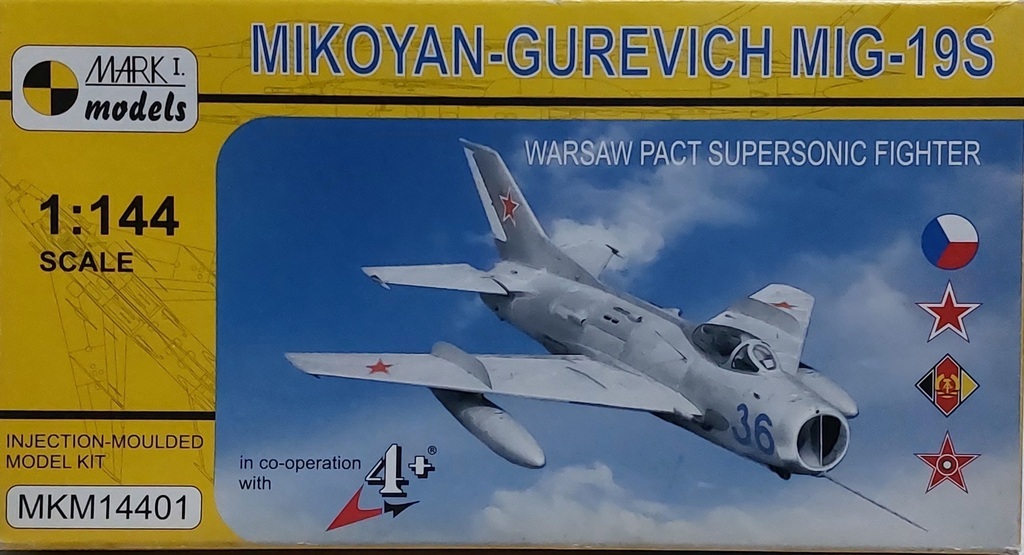 MIKOYAN-GUREVICH MIG-19S
MARK I.
models
WARSAW PACT SUPERSONIC FIGHTER
1:144
SCALE
36
INJECTION-MOULDED
MODEL KIT
MKM14401
in co-operation
with
4+®